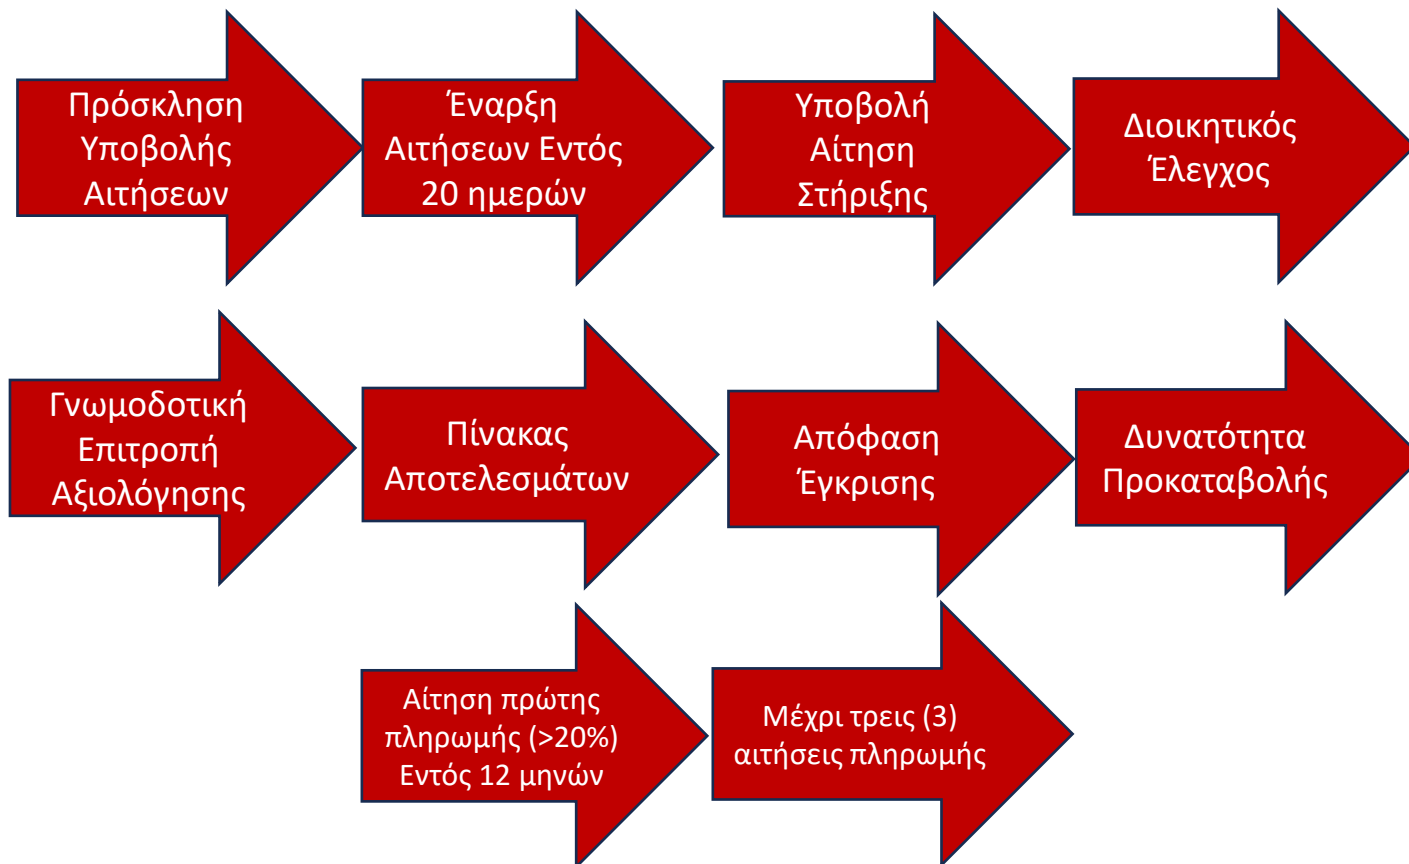 Πρόσκληση
Υποβολής
Αιτήσεων
Έναρξη
Αιτήσεων Εντός
20 ημερών
Υποβολή
Αίτηση
Στήριξης
Διοικητικός
Έλεγχος
Γνωμοδοτική
Επιτροπή
Αξιολόγησης
Πίνακας
Αποτελεσμάτων
Απόφαση
Έγκρισης
Δυνατότητα
Προκαταβολής
Αίτηση πρώτης
πληρωμής (>20%)
Εντός 12 μηνών
Μέχρι τρεις (3)
αιτήσεις πληρωμής